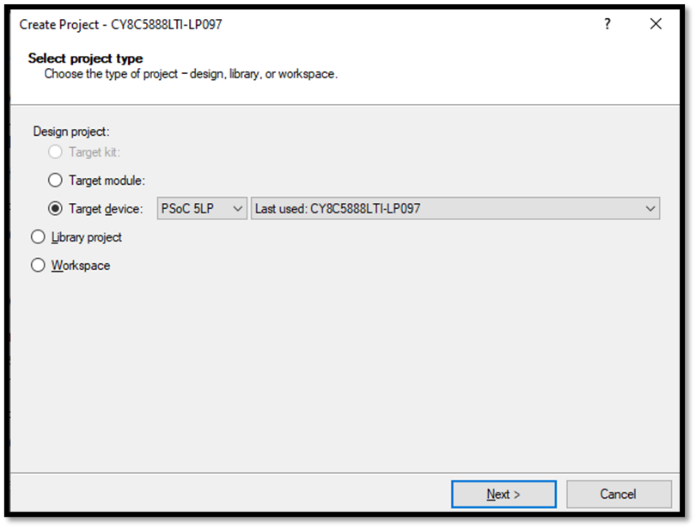 Create Project - CY8C5888LTI-LP097 ?
Select project type
Choose the type of project - design, library, or workspace.
Design project:
Target kit:
Target module:
Target device: PSoC 5LP Last used: CY8C5888LTI-LP097
Library project
Workspace
Next > Cancel